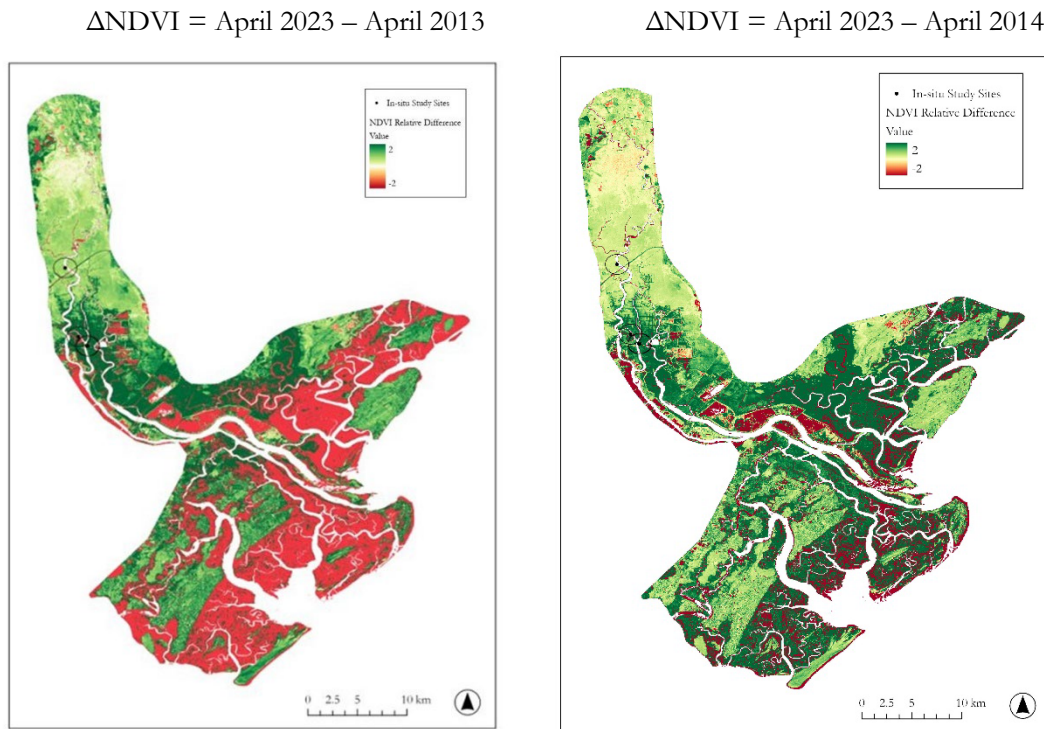 ΔNDVI = April 2023 – April 2013
ΔNDVI = April 2023 – April 2014
In-situ Study Sites
NDVI Relative Difference
Value
2
-2
0 2.5 5 10 km
In-situ Study Sites
NDVI Relative Difference
Value
2
-2
0 2.5 5 10 km